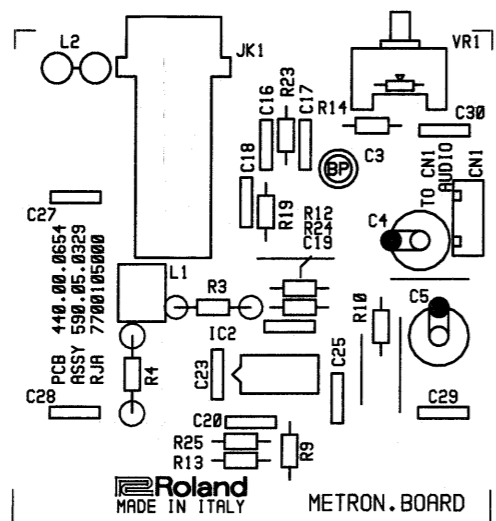 L2
JK1
VR1
C16
R23
C17
R14
C30
C3
BP
C18
TO CN1
AUDIO
CN1
C27
R19
R12
R24
C19
C4
PCB 440.00.0654
ASSY 590.05.0329
RJA 7700105000
L1
R3
R10
C5
IC2
R4
C23
C25
C28
C29
C20
R25
R13
R9
Roland
MADE IN ITALY
METRON.BOARD